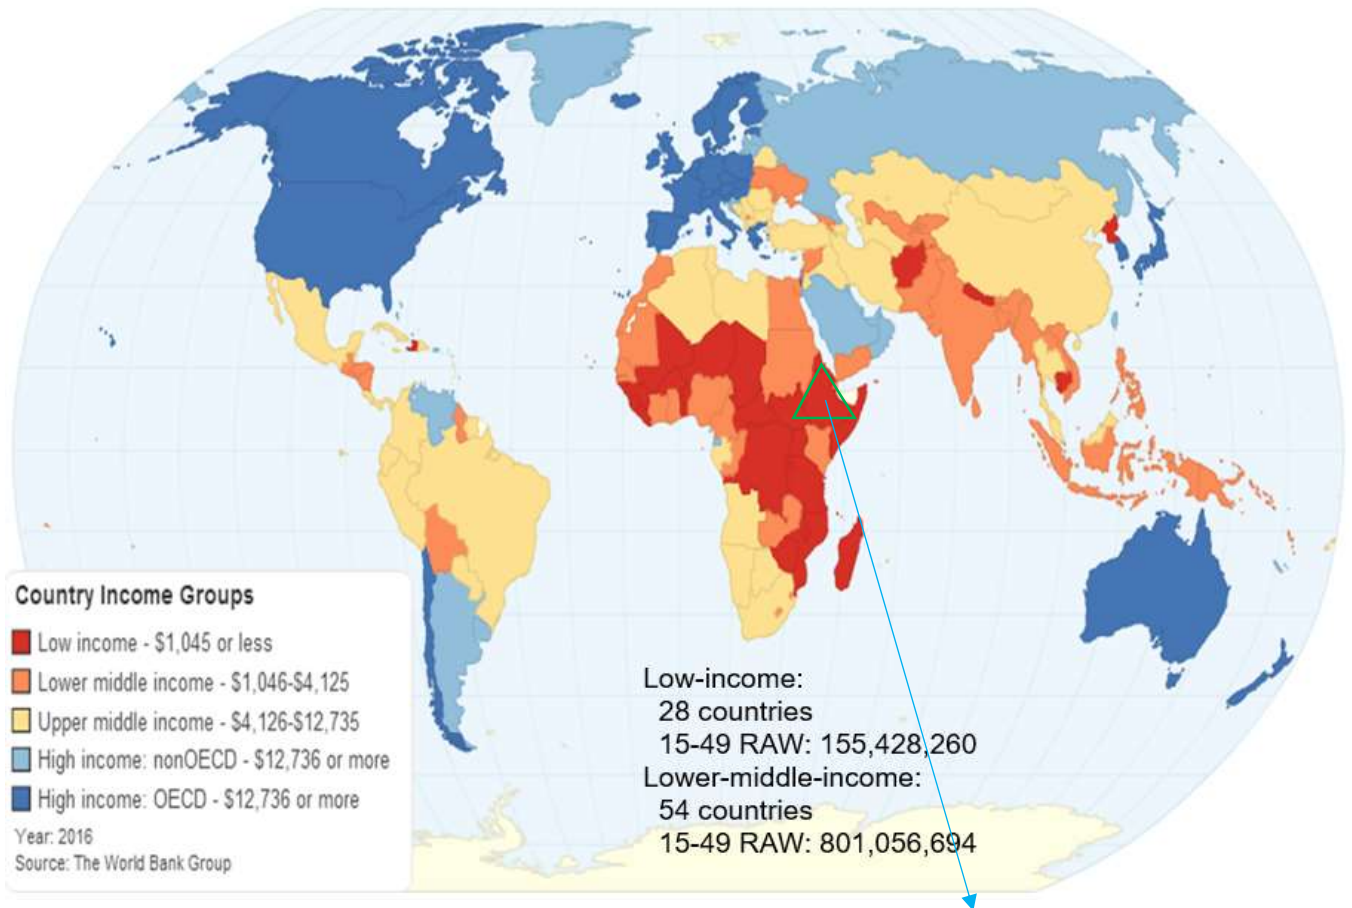 Country Income Groups
Low income - $1,045 or less
Lower middle income - $1,046-$4,125
Upper middle income - $4,126-$12,735
High income: nonOECD - $12,736 or more
High income: OECD - $12,736 or more
Year: 2016
Source: The World Bank Group
Low-income:
28 countries
15-49 RAW: 155,428,260
Lower-middle-income:
54 countries
15-49 RAW: 801,056,694